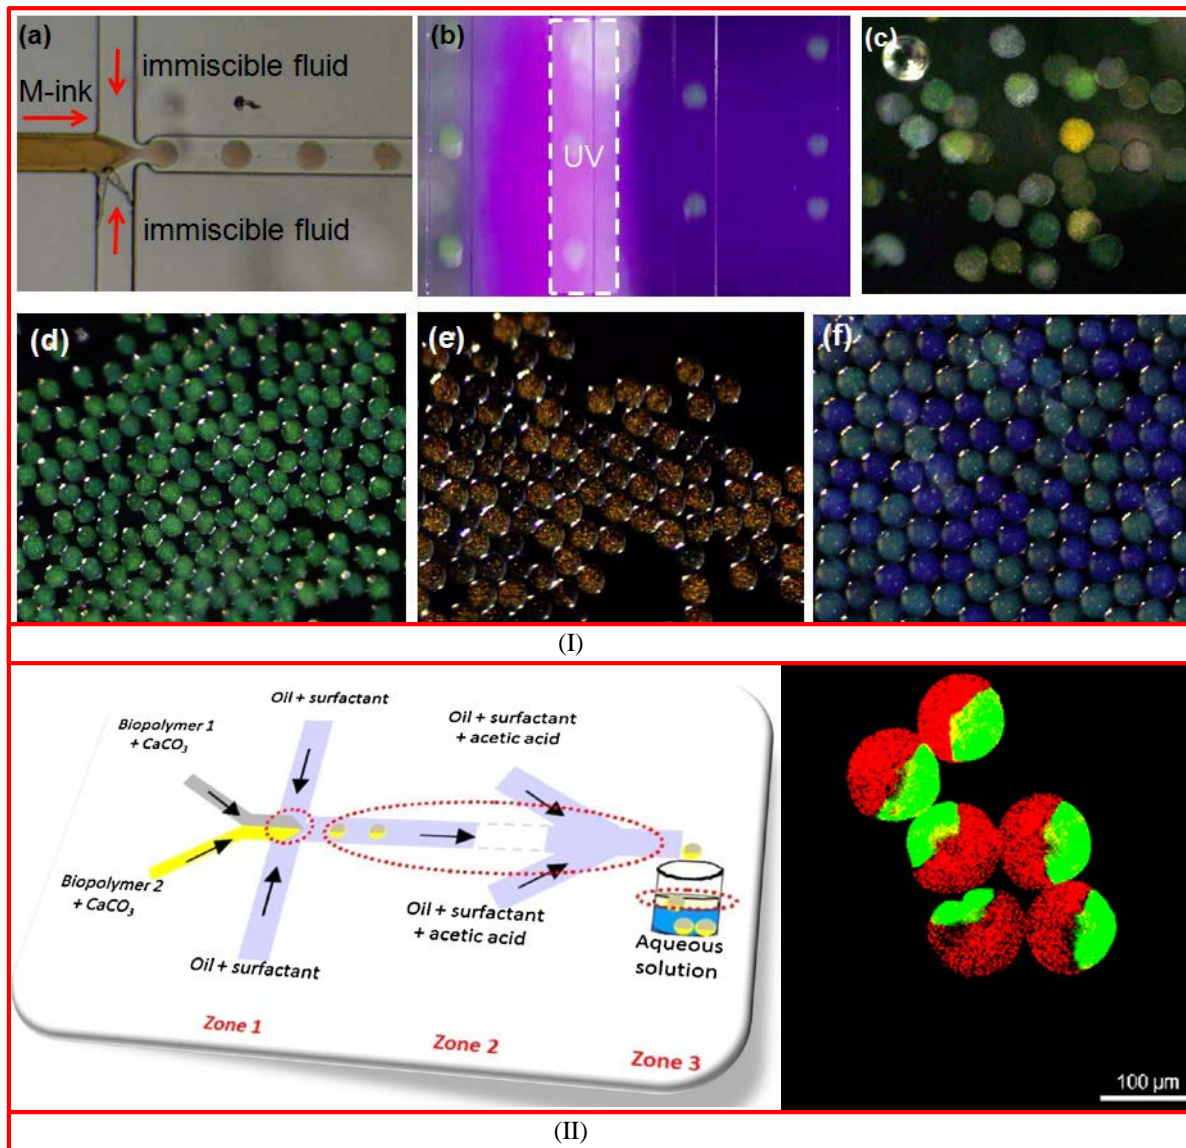 (a)
immiscible fluid
M-ink
immiscible fluid
(b)
UV
(c)
(d)
(e)
(f)
(I)
Oil + surfactant
Biopolymer 1
+ CaCO3
Oil + surfactant
+ acetic acid
Biopolymer 2
+ CaCO3
Oil + surfactant
+ acetic acid
Oil + surfactant
Aqueous
solution
Zone 1
Zone 2
Zone 3
100 µm
(II)